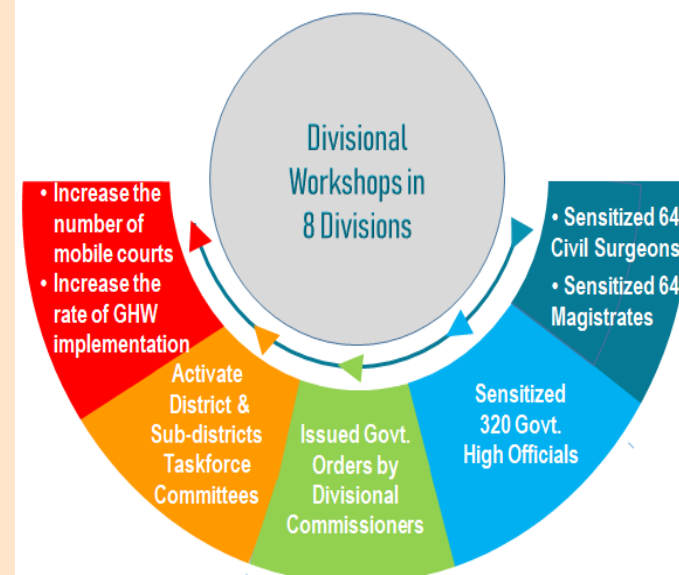 Divisional
Workshops in
8 Divisions
• Increase the
number of
mobile courts
• Increase the
rate of GHW
implementation
Activate
District &
Sub-districts
Taskforce
Committees
Issued Govt.
Orders by
Divisional
Commissioners
Sensitized
320 Govt.
High Officials
• Sensitized 64
Civil Surgeons
• Sensitized 64
Magistrates